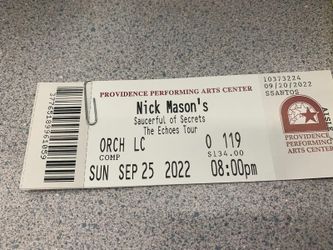 PROVIDENCE PERFORMING ARTS CENTER
Nick Mason's
Saucerful of Secrets
The Echoes Tour
ORCH LC O 119
COMP $134.00
SUN SEP 25 2022 08:00pm
10373224
09/20/2022
SSANTOS
PROVIDENCE
PERFORMING
ARTS CENTER